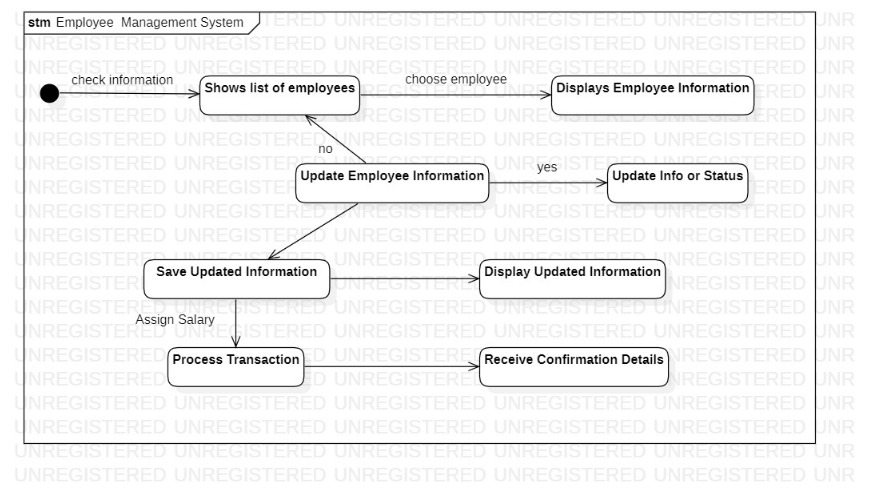 UNREGISTERED UNREGISTERED UNREGISTERED UNREGISTERED UNREGISTERED UNR
stm Employee  Management System
check information
choose employee
Shows list of employees
Displays Employee Information
no
yes
Update Employee Information
Update Info or Status
Save Updated Information
Display Updated Information
Assign Salary
Process Transaction
Receive Confirmation Details